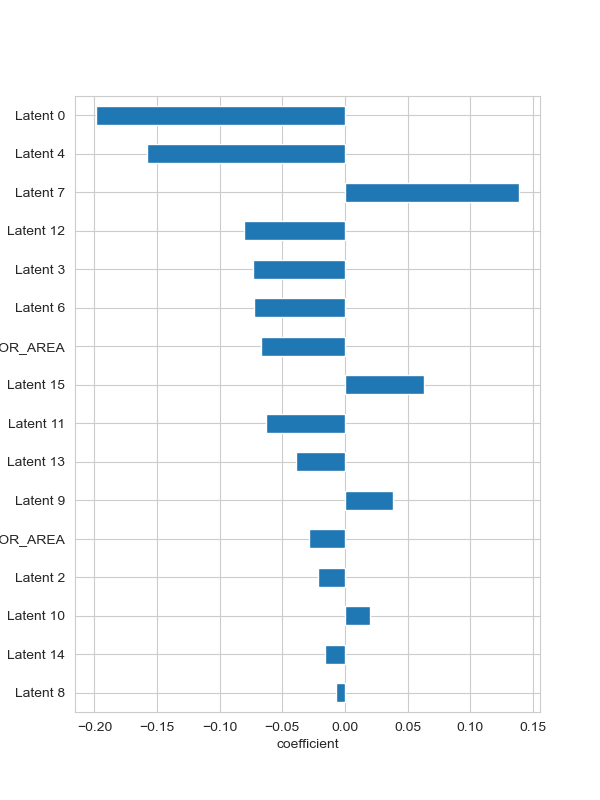 Latent 0
Latent 4
Latent 7
Latent 12
Latent 3
Latent 6
OR_AREA
Latent 15
Latent 11
Latent 13
Latent 9
OR_AREA
Latent 2
Latent 10
Latent 14
Latent 8
−0.20 −0.15 −0.10 −0.05 0.00 0.05 0.10 0.15
coefficient